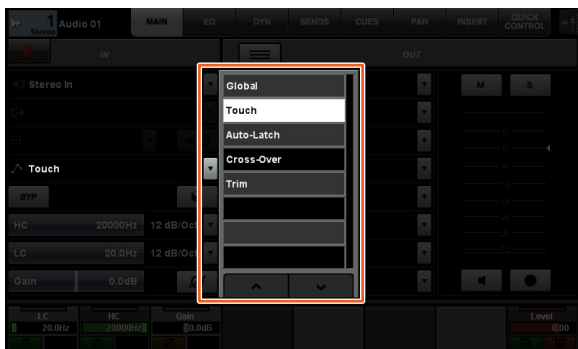 1 Audio 01 MAIN EQ DYN SENDS CUES PAN INSERT QUICK CONTROL
Stereo
IN OUT
Stereo In Global M S
Touch
Auto-Latch
Cross-Over
Touch
Trim
BYP
HC 20000Hz 12 dB/Oct
LC 20.0Hz 12 dB/Oct
Gain 0.0dB
LC HC Gain Level
20.0Hz 20000Hz 0.0dB 0.00